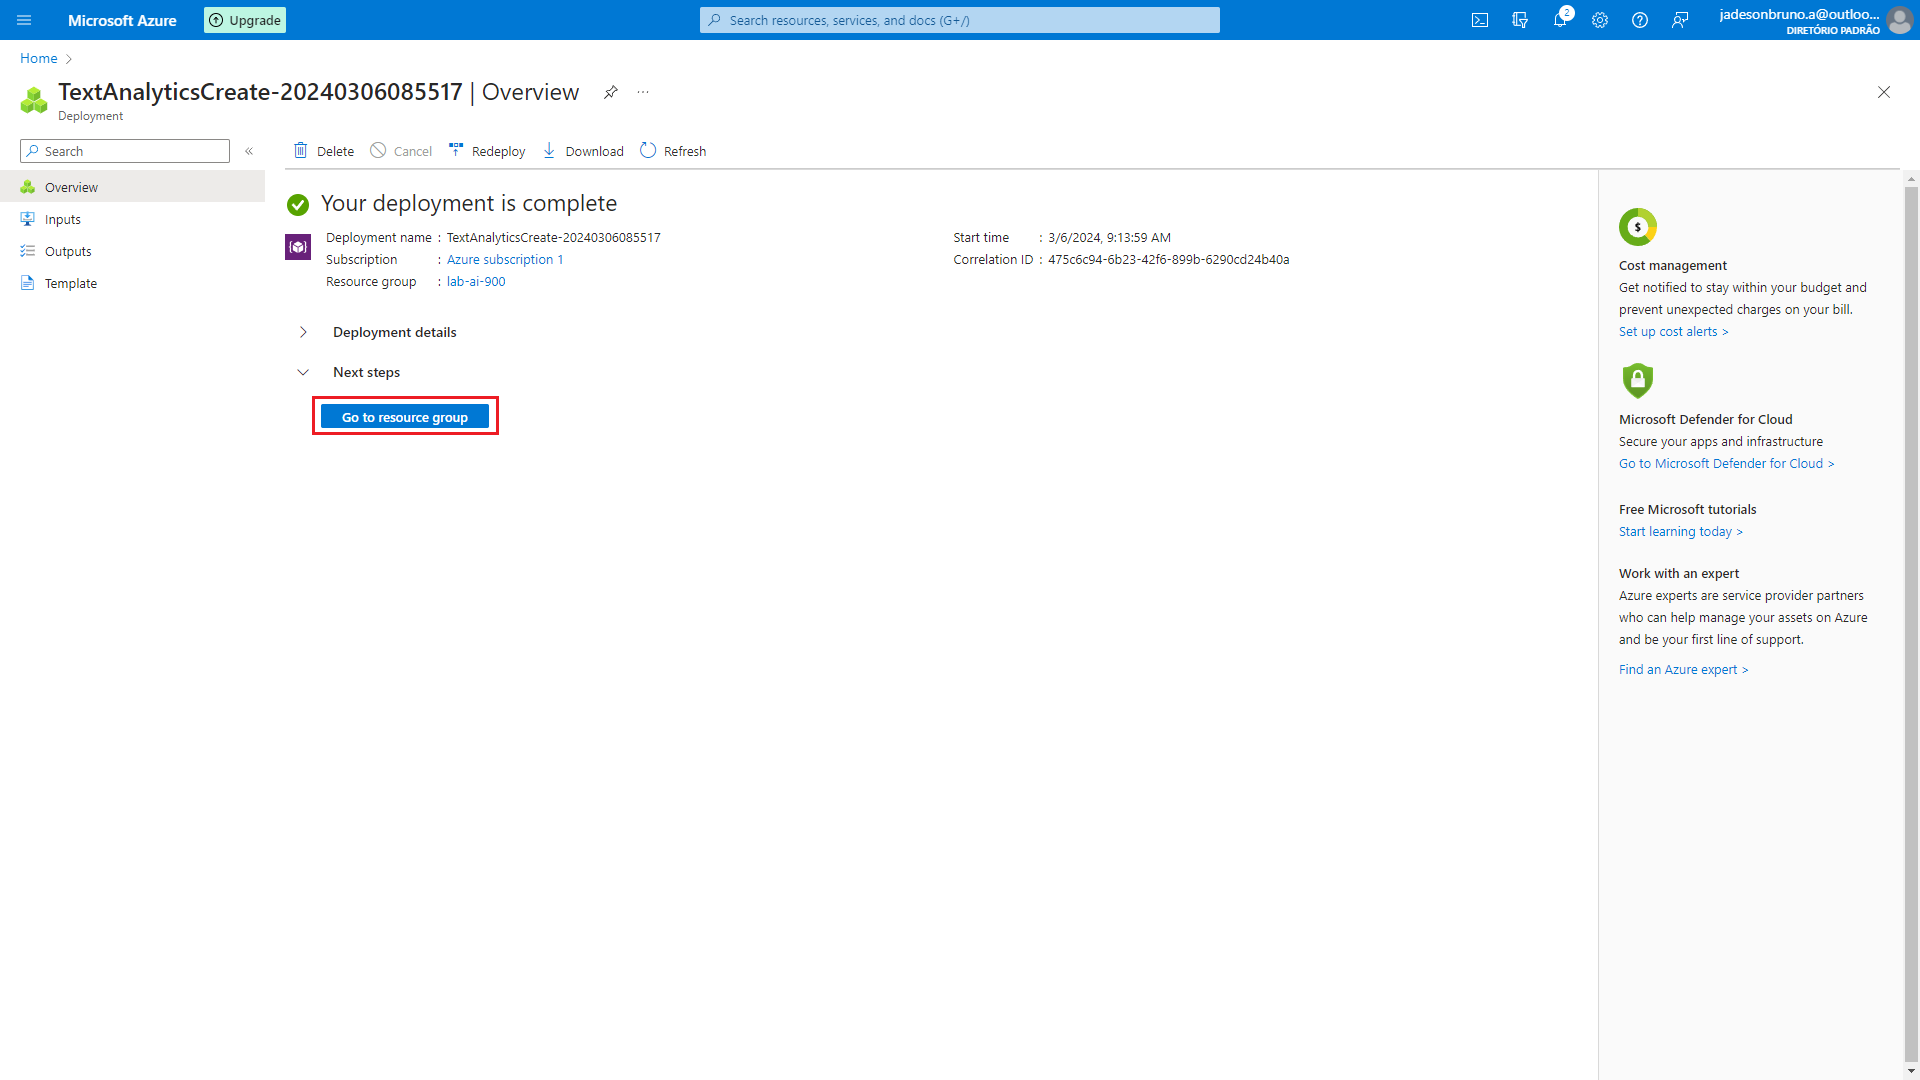 Microsoft Azure
Upgrade
Search resources, services, and docs (G+/)
2
jadesonbruno.a@outloo...
DIRETÓRIO PADRÃO
Home
TextAnalyticsCreate-20240306085517 | Overview
Deployment
Search
Delete
Cancel
Redeploy
Download
Refresh
Overview
Inputs
Outputs
Template
Your deployment is complete
Deployment name : TextAnalyticsCreate-20240306085517
Subscription : Azure subscription 1
Resource group : lab-ai-900
Start time : 3/6/2024, 9:13:59 AM
Correlation ID : 475c6c94-6b23-42f6-899b-6290cd24b40a
Deployment details
Next steps
Go to resource group
Cost management
Get notified to stay within your budget and
prevent unexpected charges on your bill.
Set up cost alerts >
Microsoft Defender for Cloud
Secure your apps and infrastructure
Go to Microsoft Defender for Cloud >
Free Microsoft tutorials
Start learning today >
Work with an expert
Azure experts are service provider partners
who can help manage your assets on Azure
and be your first line of support.
Find an Azure expert >